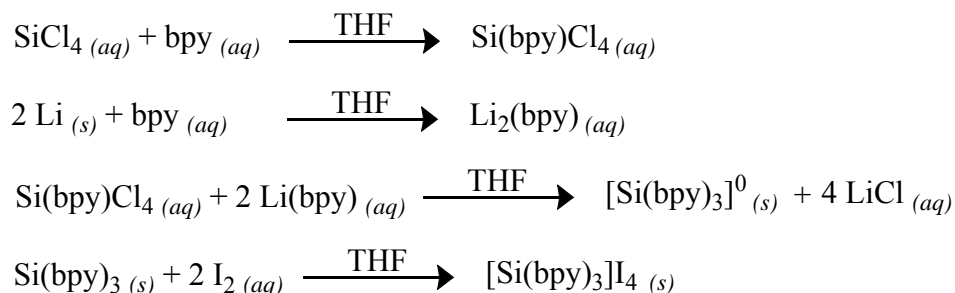 SiCl₄ (aq) + bpy (aq) THF Si(bpy)Cl₄ (aq)
2 Li (s) + bpy (aq) THF Li₂(bpy) (aq)
Si(bpy)Cl₄ (aq) + 2 Li(bpy) (aq) THF [Si(bpy)₃]⁰ (s) + 4 LiCl (aq)
Si(bpy)₃ (s) + 2 I₂ (aq) THF [Si(bpy)₃]I₄ (s)